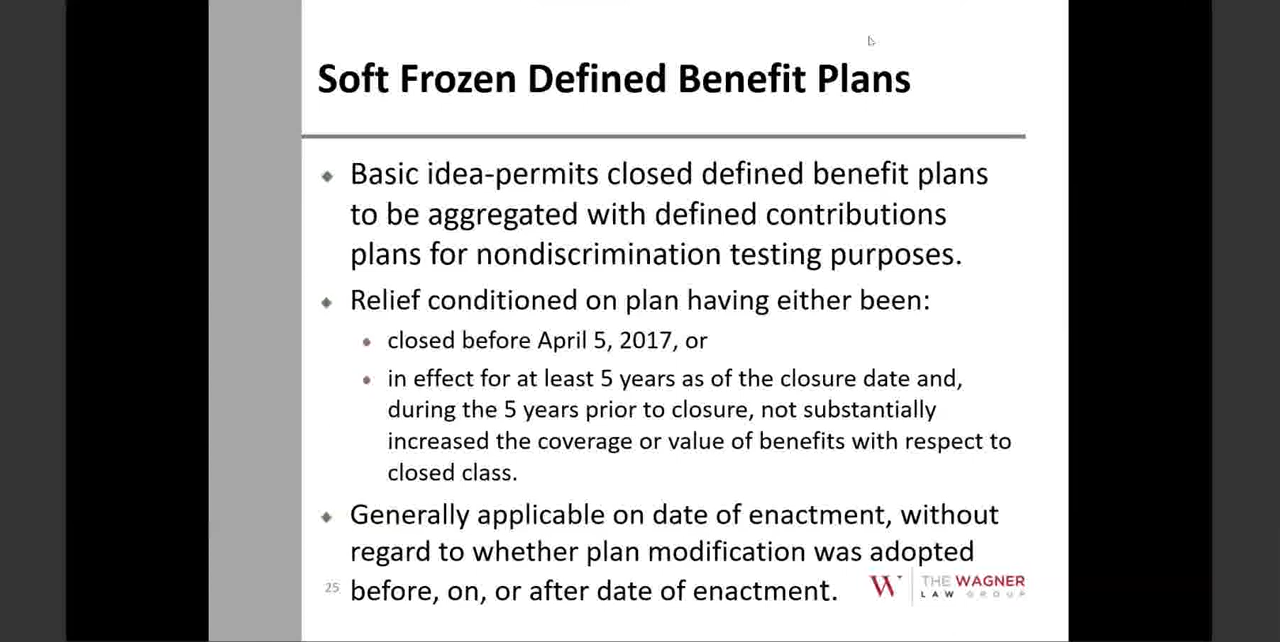 Soft Frozen Defined Benefit Plans
Basic idea-permits closed defined benefit plans
to be aggregated with defined contributions
plans for nondiscrimination testing purposes.
Relief conditioned on plan having either been:
closed before April 5, 2017, or
in effect for at least 5 years as of the closure date and,
during the 5 years prior to closure, not substantially
increased the coverage or value of benefits with respect to
closed class.
Generally applicable on date of enactment, without
regard to whether plan modification was adopted
before, on, or after date of enactment.
25
W
THE WAGNER
LAW GROUP